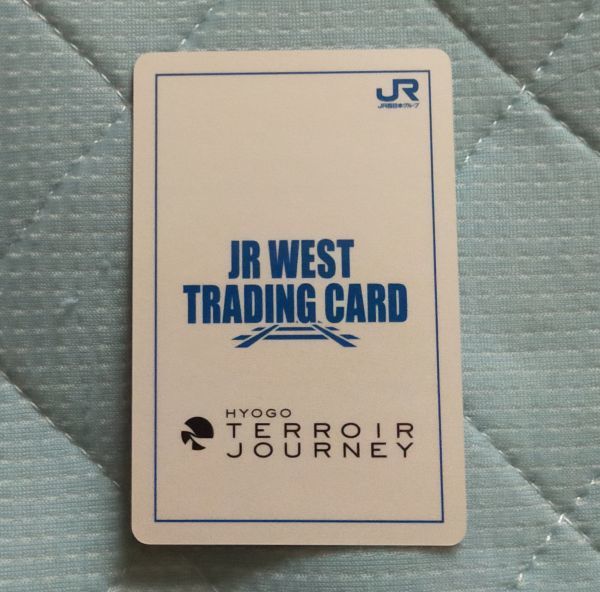 JR
JR西日本グループ
JR WEST
TRADING CARD
HYOGO
TERROIR
JOURNEY